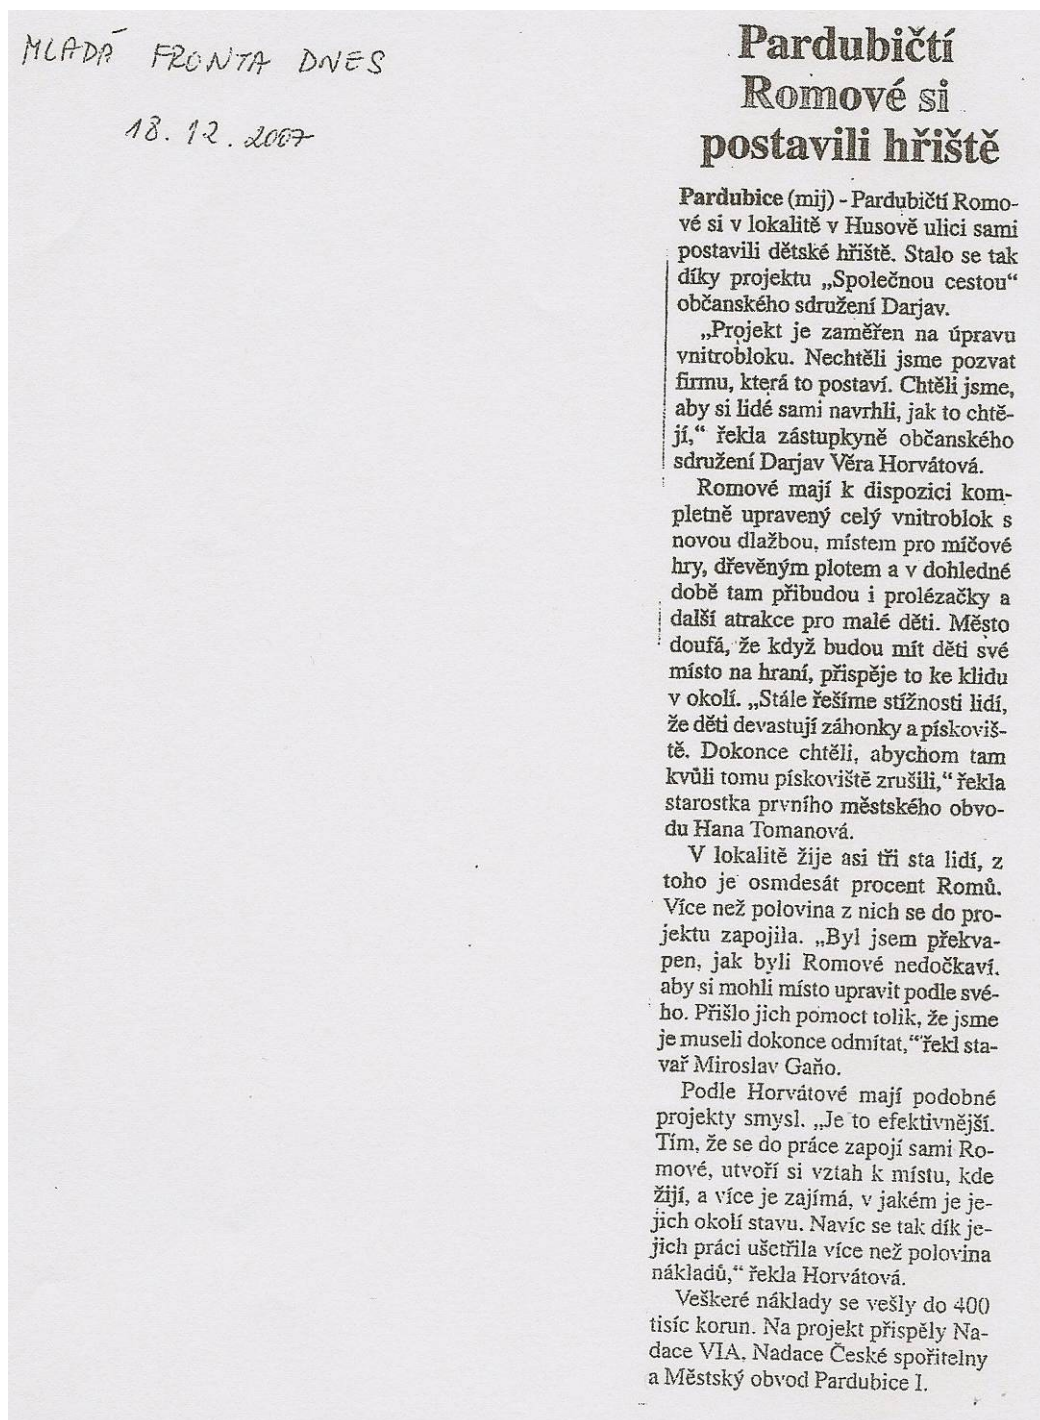 MLADÁ FRONTA DNES
18. 12. 2007
Pardubičtí
Romové si
postavili hřiště
Pardubice (mij) - Pardubičtí Romo-
vé si v lokalitě v Husově ulici sami
postavili dětské hřiště. Stalo se tak
díky projektu „Společnou cestou“
občanského sdružení Darjav.
„Projekt je zaměřen na úpravu
vnitrobloku. Nechtěli jsme pozvat
firmu, která to postaví. Chtěli jsme,
aby si lidé sami navrhli, jak to chtě-
jí,“ řekla zástupkyně občanského
sdružení Darjav Věra Horvátová.
Romové mají k dispozici kom-
pletně upravený celý vnitroblok s
novou dlažbou, místem pro míčové
hry, dřevěným plotem a v dohledné
době tam přibudou i prolézačky a
další atrakce pro malé děti. Město
doufá, že když budou mít děti své
místo na hraní, přispěje to ke klidu
v okolí. „Stále řešíme stížnosti lidí,
že děti devastují záhonky a pískoviš-
tě. Dokonce chtěli, abychom tam
kvůli tomu pískoviště zrušili,“ řekla
starostka prvního městského obvo-
du Hana Tomanová.
V lokalitě žije asi tři sta lidí, z
toho je osmdesát procent Romů.
Více než polovina z nich se do pro-
jektu zapojila. „Byl jsem překva-
pen, jak byli Romové nedočkaví,
aby si mohli místo upravit podle své-
ho. Přišlo jich pomoct tolik, že jsme
je museli dokonce odmítat,“ řekl sta-
vař Miroslav Gaňo.
Podle Horvátové mají podobné
projekty smysl. „Je to efektivnější.
Tím, že se do práce zapojí sami Ro-
mové, utvoří si vztah k místu, kde
žijí, a více je zajímá, v jakém je je-
jich okolí stavu. Navíc se tak dík je-
jich práci ušetřila více než polovina
nákladů,“ řekla Horvátová.
Veškeré náklady se vešly do 400
tisíc korun. Na projekt přispěly Na-
dace VIA, Nadace České spořitelny
a Městský obvod Pardubice I.